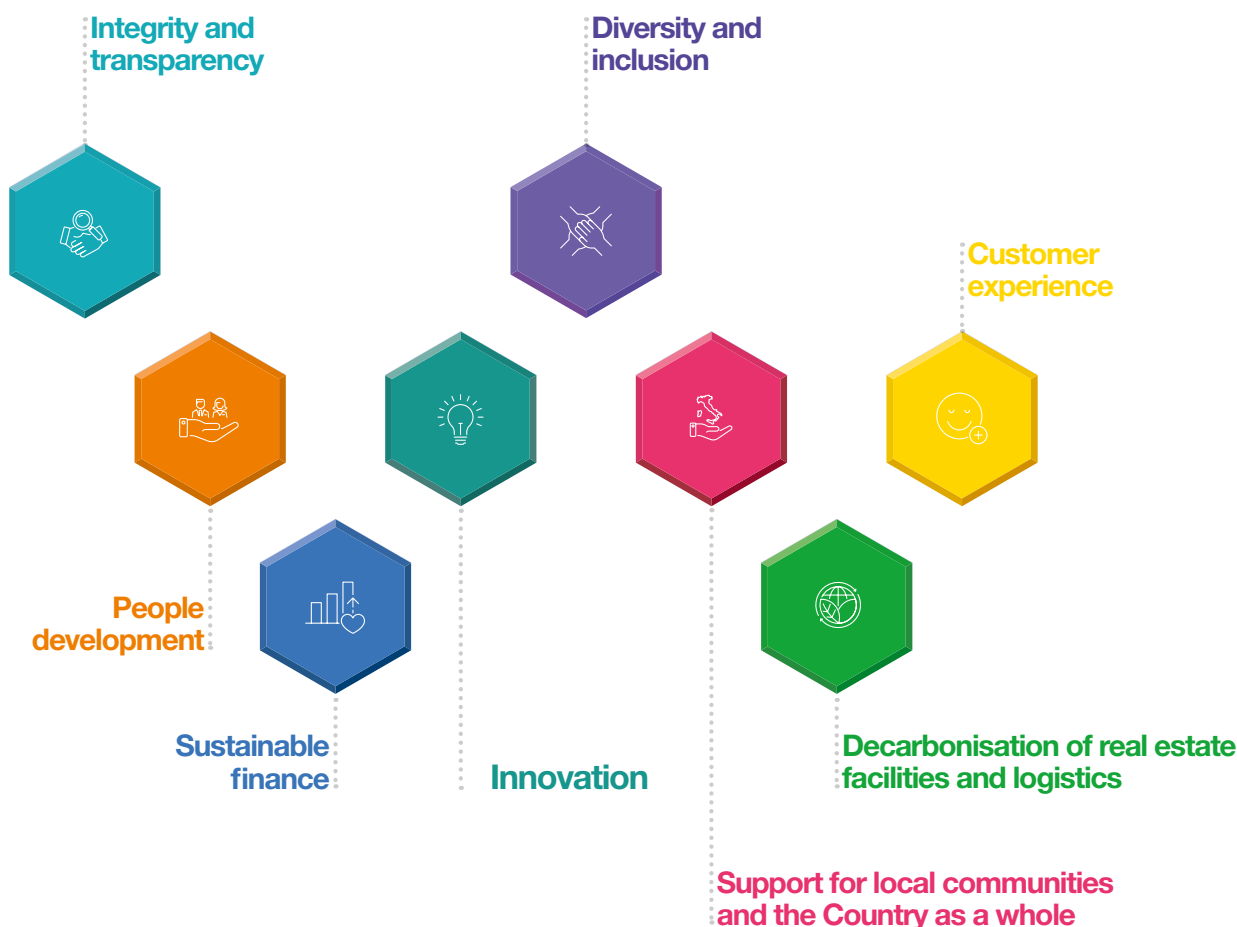 Integrity and
transparency
Diversity and
inclusion
Customer
experience
People
development
Sustainable
finance
Innovation
Decarbonisation of real estate
facilities and logistics
Support for local communities
and the Country as a whole